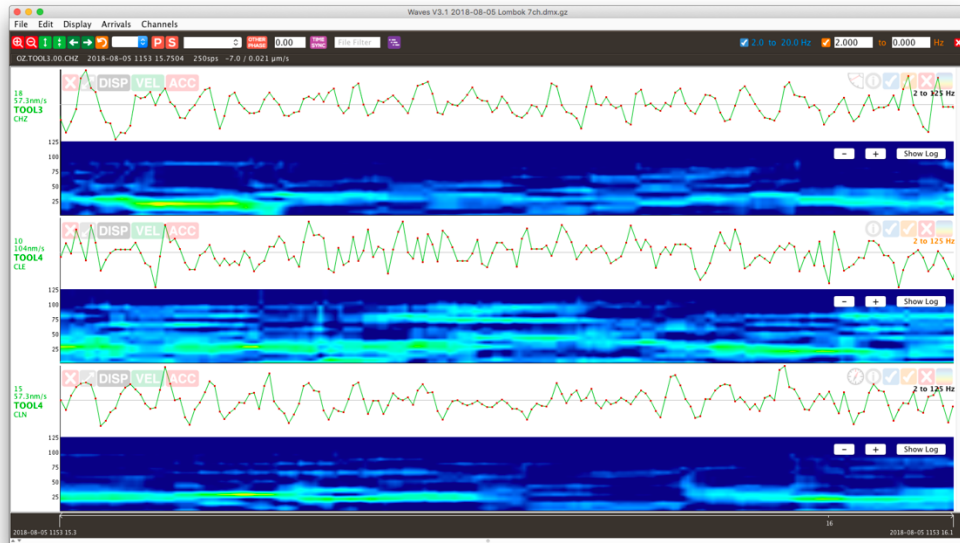 Waves V3.1 2018-08-05 Lombok 7ch.dmx.gz
File Edit Display Arrivals Channels
P S OTHER PHASE 0.00 TIME SYNC File Filter 2.0 to 20.0 Hz 2.000 to 0.000 Hz
OZ.TOOL3.00.CHZ 2018-08-05 1153 15.7504 250sps -7.0 / 0.021 µm/s
DISP VEL ACC
18
57.3nm/s
TOOL3
CHZ
2 to 125 Hz
125
100
75
50
25
- + Show Log
DISP VEL ACC
10
104nm/s
TOOL4
CLE
2 to 125 Hz
125
100
75
50
25
- + Show Log
DISP VEL ACC
15
57.3nm/s
TOOL4
CLN
2 to 125 Hz
125
100
75
50
25
- + Show Log
16
2018-08-05 1153 15.3 2018-08-05 1153 16.1